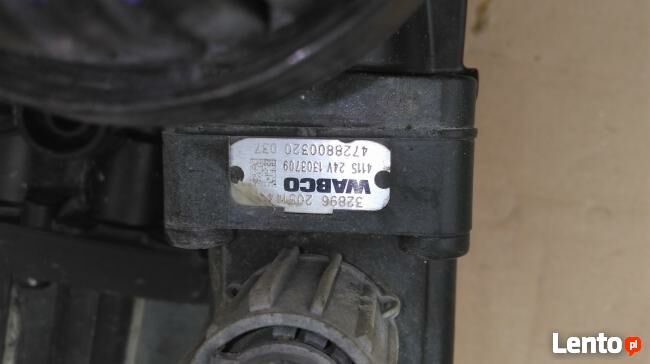 4728800320 037
4115 24V 1303709
WABCO
32896
Lento.pl